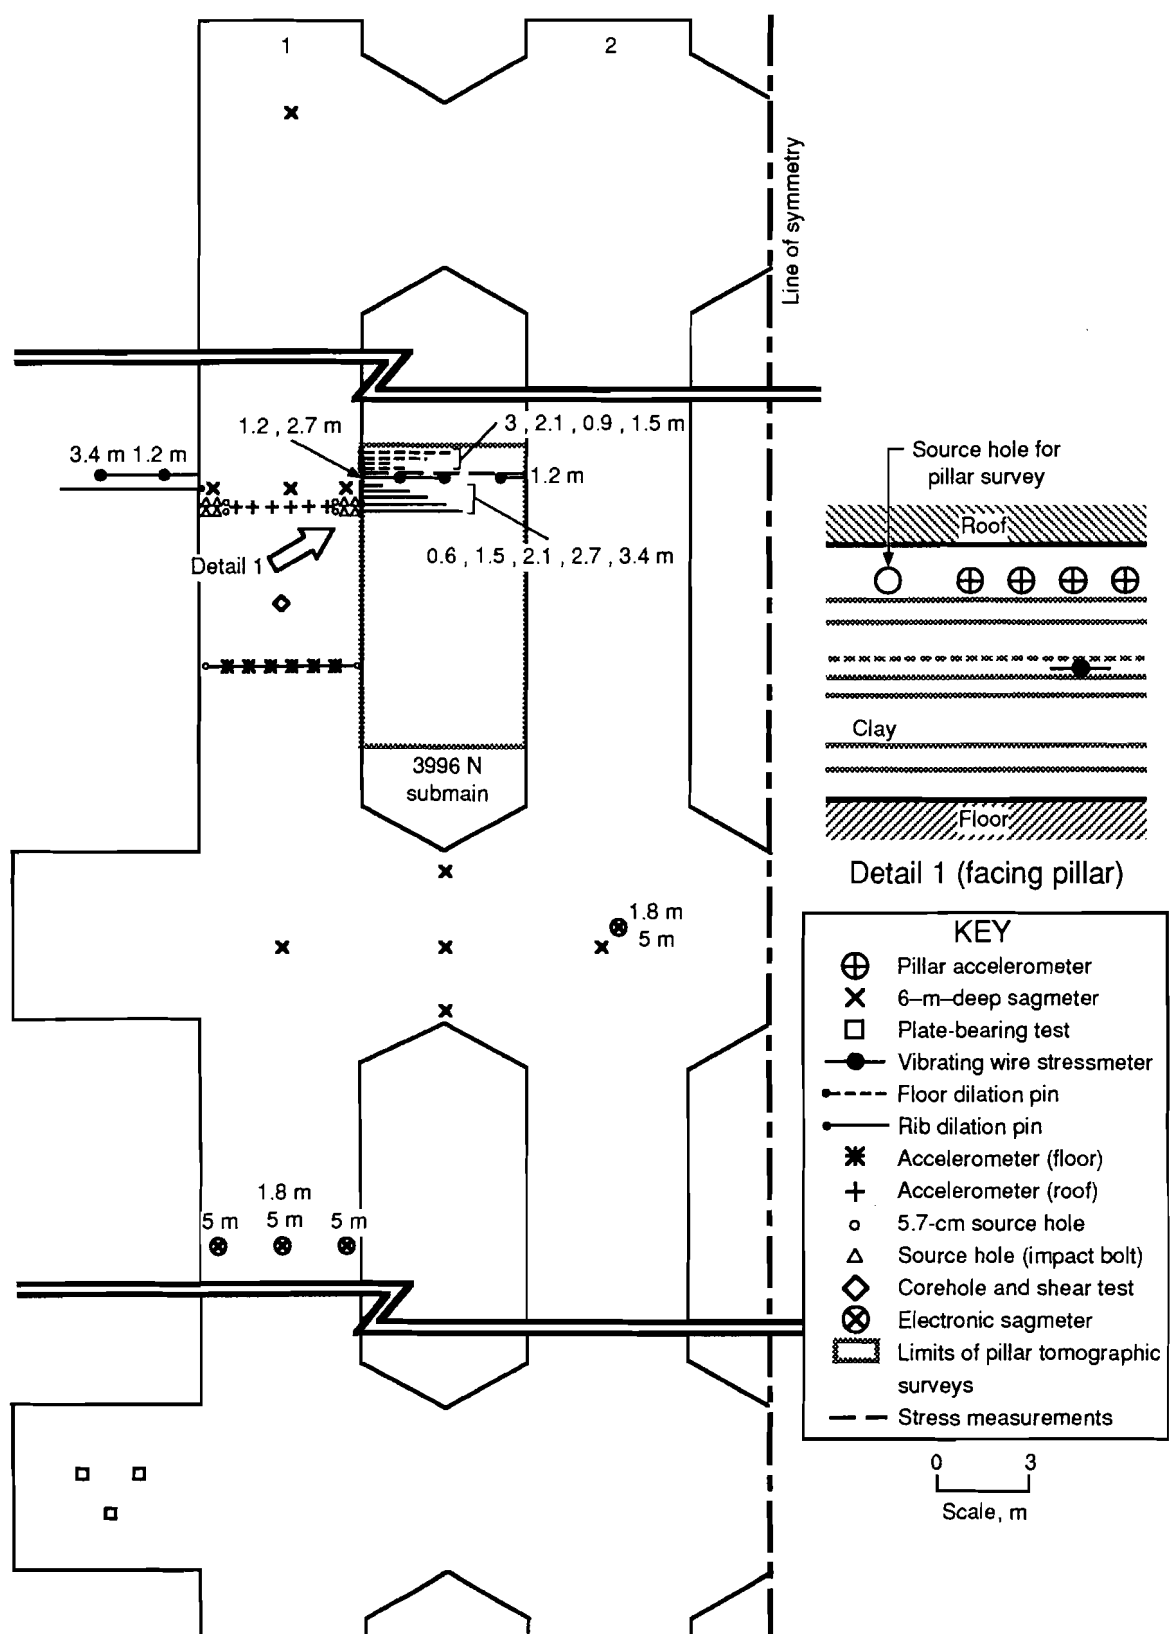 1
2
Line of symmetry
1.2 , 2.7 m
3 , 2.1 , 0.9 , 1.5 m
3.4 m 1.2 m
1.2 m
0.6 , 1.5 , 2.1 , 2.7 , 3.4 m
Detail 1
3996 N
submain
1.8 m
5 m
1.8 m
5 m
5 m
5 m
Source hole for
pillar survey
Roof
Clay
Floor
Detail 1 (facing pillar)
KEY
Pillar accelerometer
6–m–deep sagmeter
Plate-bearing test
Vibrating wire stressmeter
Floor dilation pin
Rib dilation pin
Accelerometer (floor)
Accelerometer (roof)
5.7-cm source hole
Source hole (impact bolt)
Corehole and shear test
Electronic sagmeter
Limits of pillar tomographic
surveys
Stress measurements
0 3
Scale, m